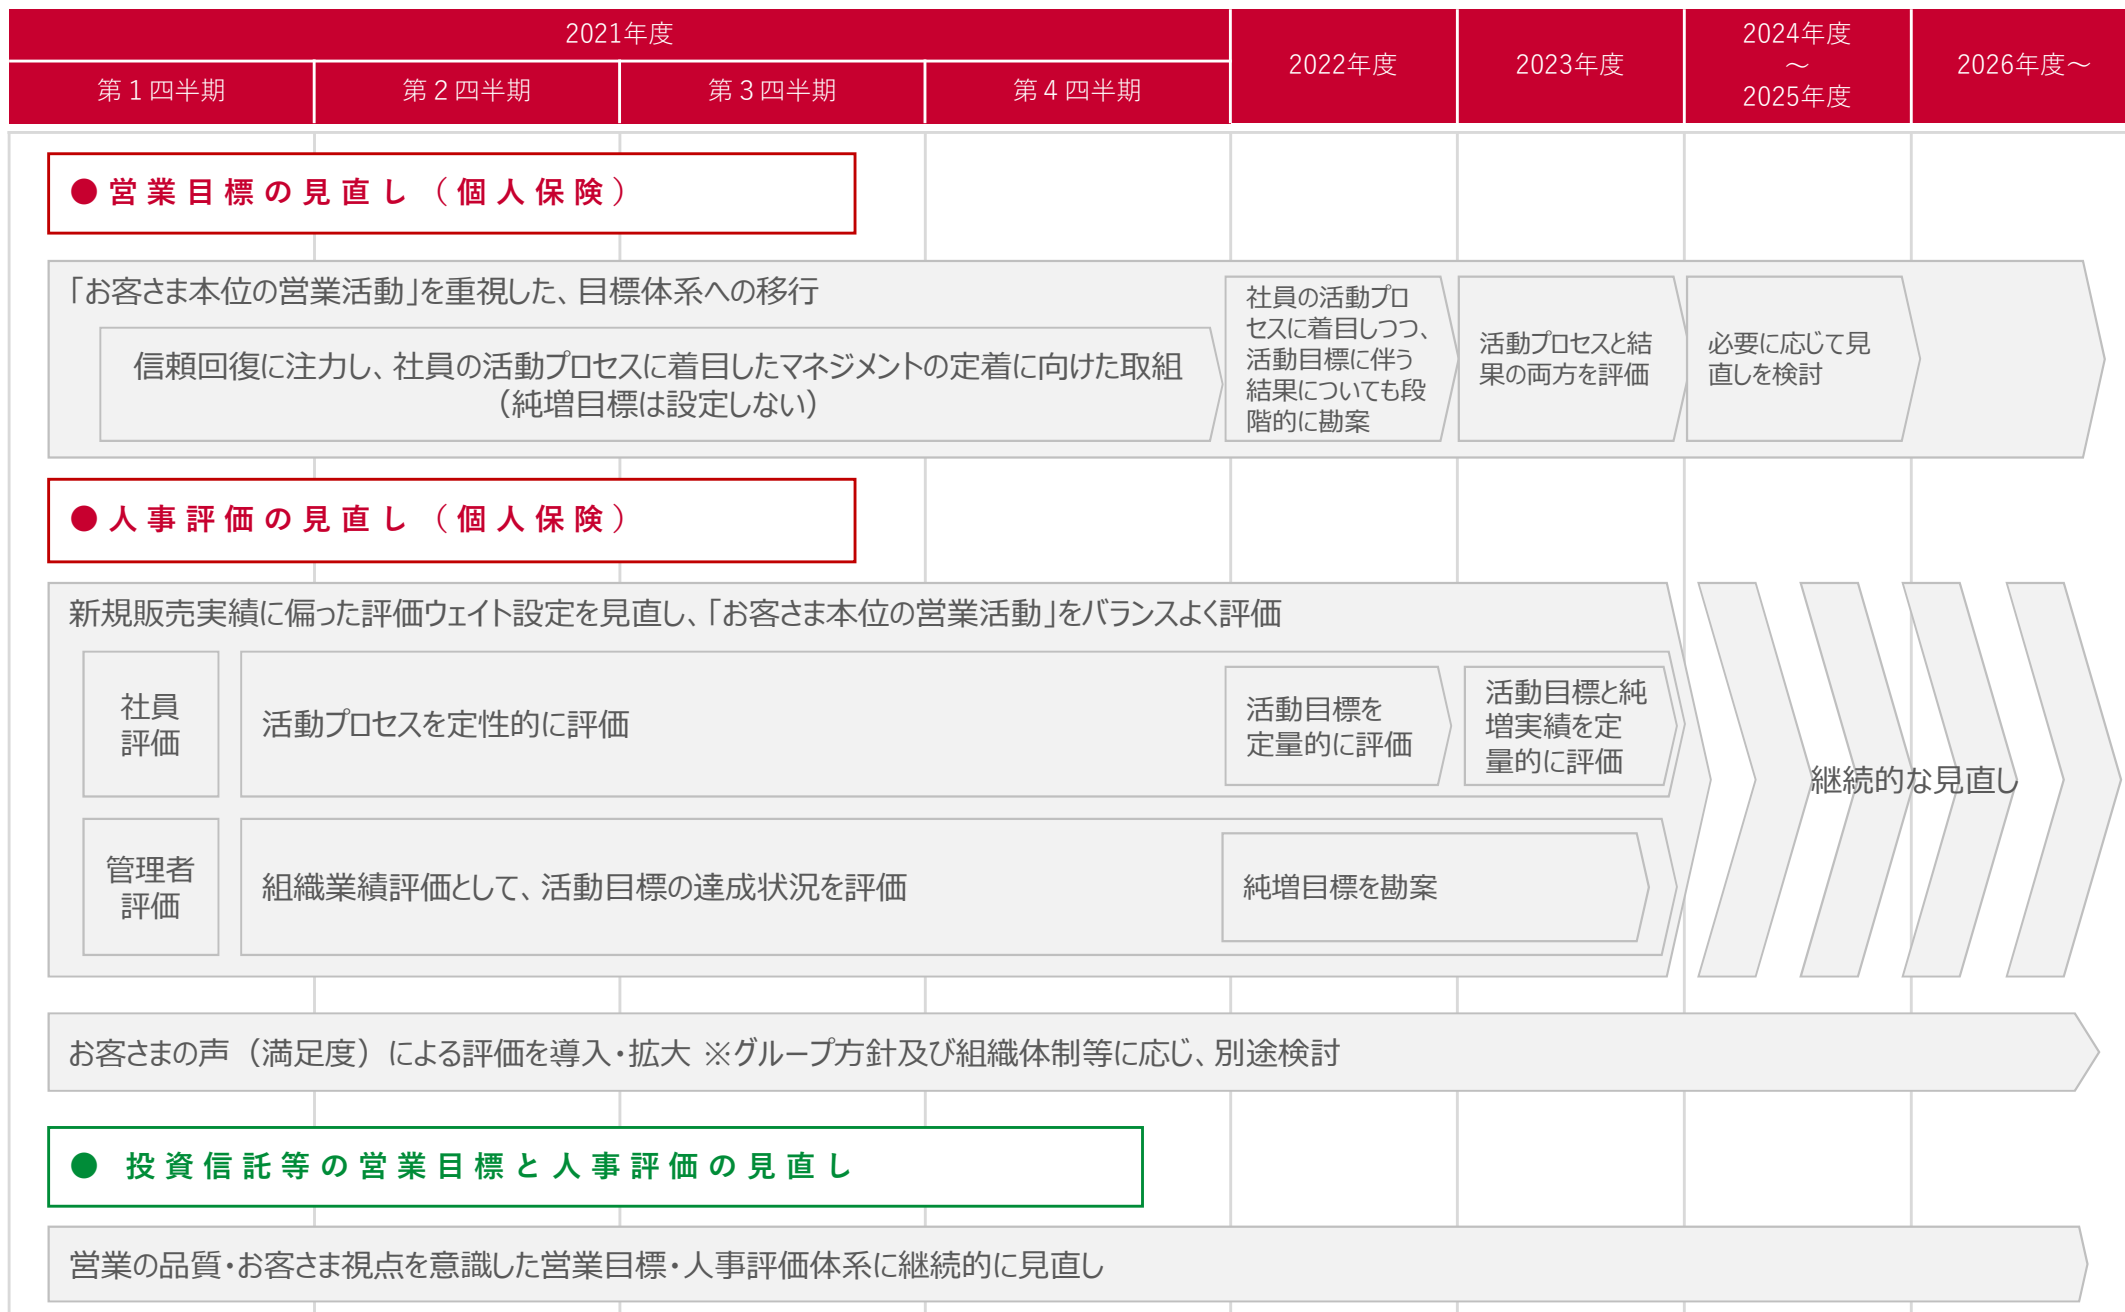 2021年度
2022年度
2023年度
2024年度
～
2025年度
2026年度～
第１四半期
第２四半期
第３四半期
第４四半期
●営業目標の見直し（個人保険）
「お客さま本位の営業活動」を重視した、目標体系への移行
信頼回復に注力し、社員の活動プロセスに着目したマネジメントの定着に向けた取組
（純増目標は設定しない）
社員の活動プロ
セスに着目しつつ、
活動目標に伴う
結果についても段
階的に勘案
活動プロセスと結
果の両方を評価
必要に応じて見
直しを検討
●人事評価の見直し（個人保険）
新規販売実績に偏った評価ウェイト設定を見直し、「お客さま本位の営業活動」をバランスよく評価
社員
評価
活動プロセスを定性的に評価
活動目標を
定量的に評価
活動目標と純
増実績を定
量的に評価
継続的な見直し
管理者
評価
組織業績評価として、活動目標の達成状況を評価
純増目標を勘案
お客さまの声（満足度）による評価を導入・拡大 ※グループ方針及び組織体制等に応じ、別途検討
● 投資信託等の営業目標と人事評価の見直し
営業の品質・お客さま視点を意識した営業目標・人事評価体系に継続的に見直し